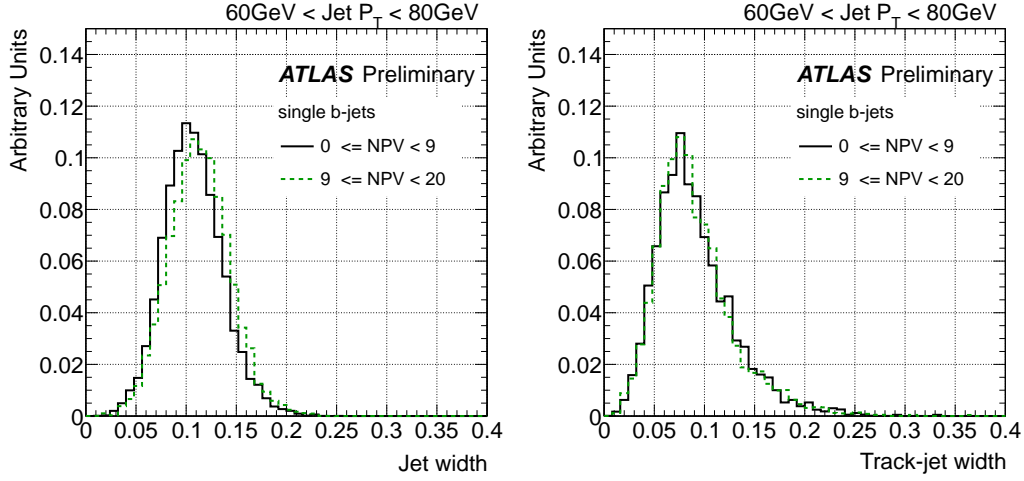 60GeV < Jet P_T < 80GeV
Arbitrary Units
0.14
0.12
0.1
0.08
0.06
0.04
0.02
0
ATLAS Preliminary
single b-jets
0 <= NPV < 9
9 <= NPV < 20
0 0.05 0.1 0.15 0.2 0.25 0.3 0.35 0.4
Jet width
60GeV < Jet P_T < 80GeV
Arbitrary Units
0.14
0.12
0.1
0.08
0.06
0.04
0.02
0
ATLAS Preliminary
single b-jets
0 <= NPV < 9
9 <= NPV < 20
0 0.05 0.1 0.15 0.2 0.25 0.3 0.35 0.4
Track-jet width